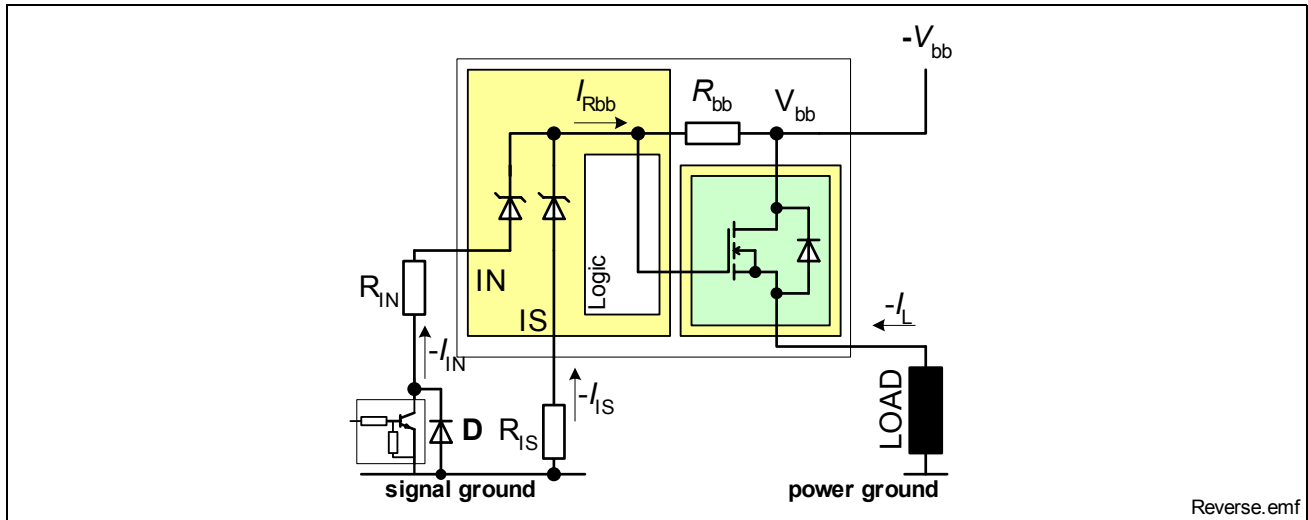 -Vbb
IRbb
Rbb
Vbb
Logic
IN
IS
RIN
-IIN
-IL
-IIS
D
RIS
LOAD
signal ground
power ground
Reverse.emf